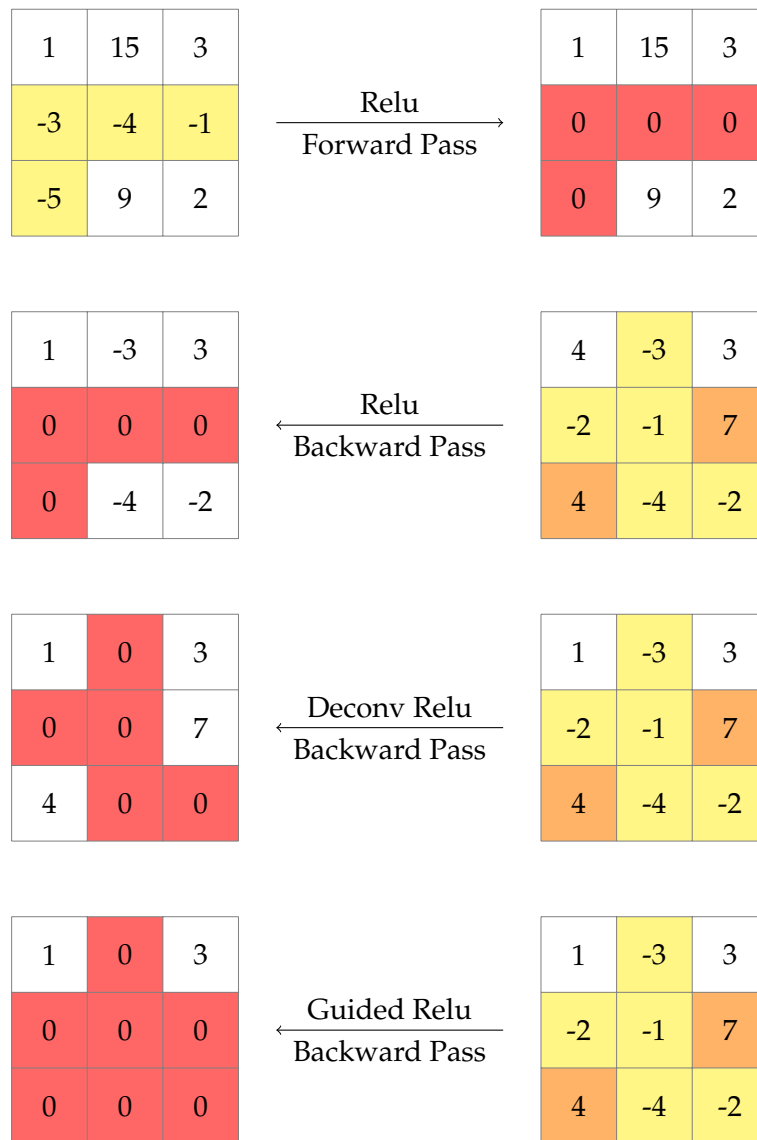 1 15 3
-3 -4 -1
-5 9 2
Relu
Forward Pass
1 15 3
0 0 0
0 9 2
1 -3 3
0 0 0
0 -4 -2
Relu
Backward Pass
4 -3 3
-2 -1 7
4 -4 -2
1 0 3
0 0 7
4 0 0
Deconv Relu
Backward Pass
1 -3 3
-2 -1 7
4 -4 -2
1 0 3
0 0 0
0 0 0
Guided Relu
Backward Pass
1 -3 3
-2 -1 7
4 -4 -2